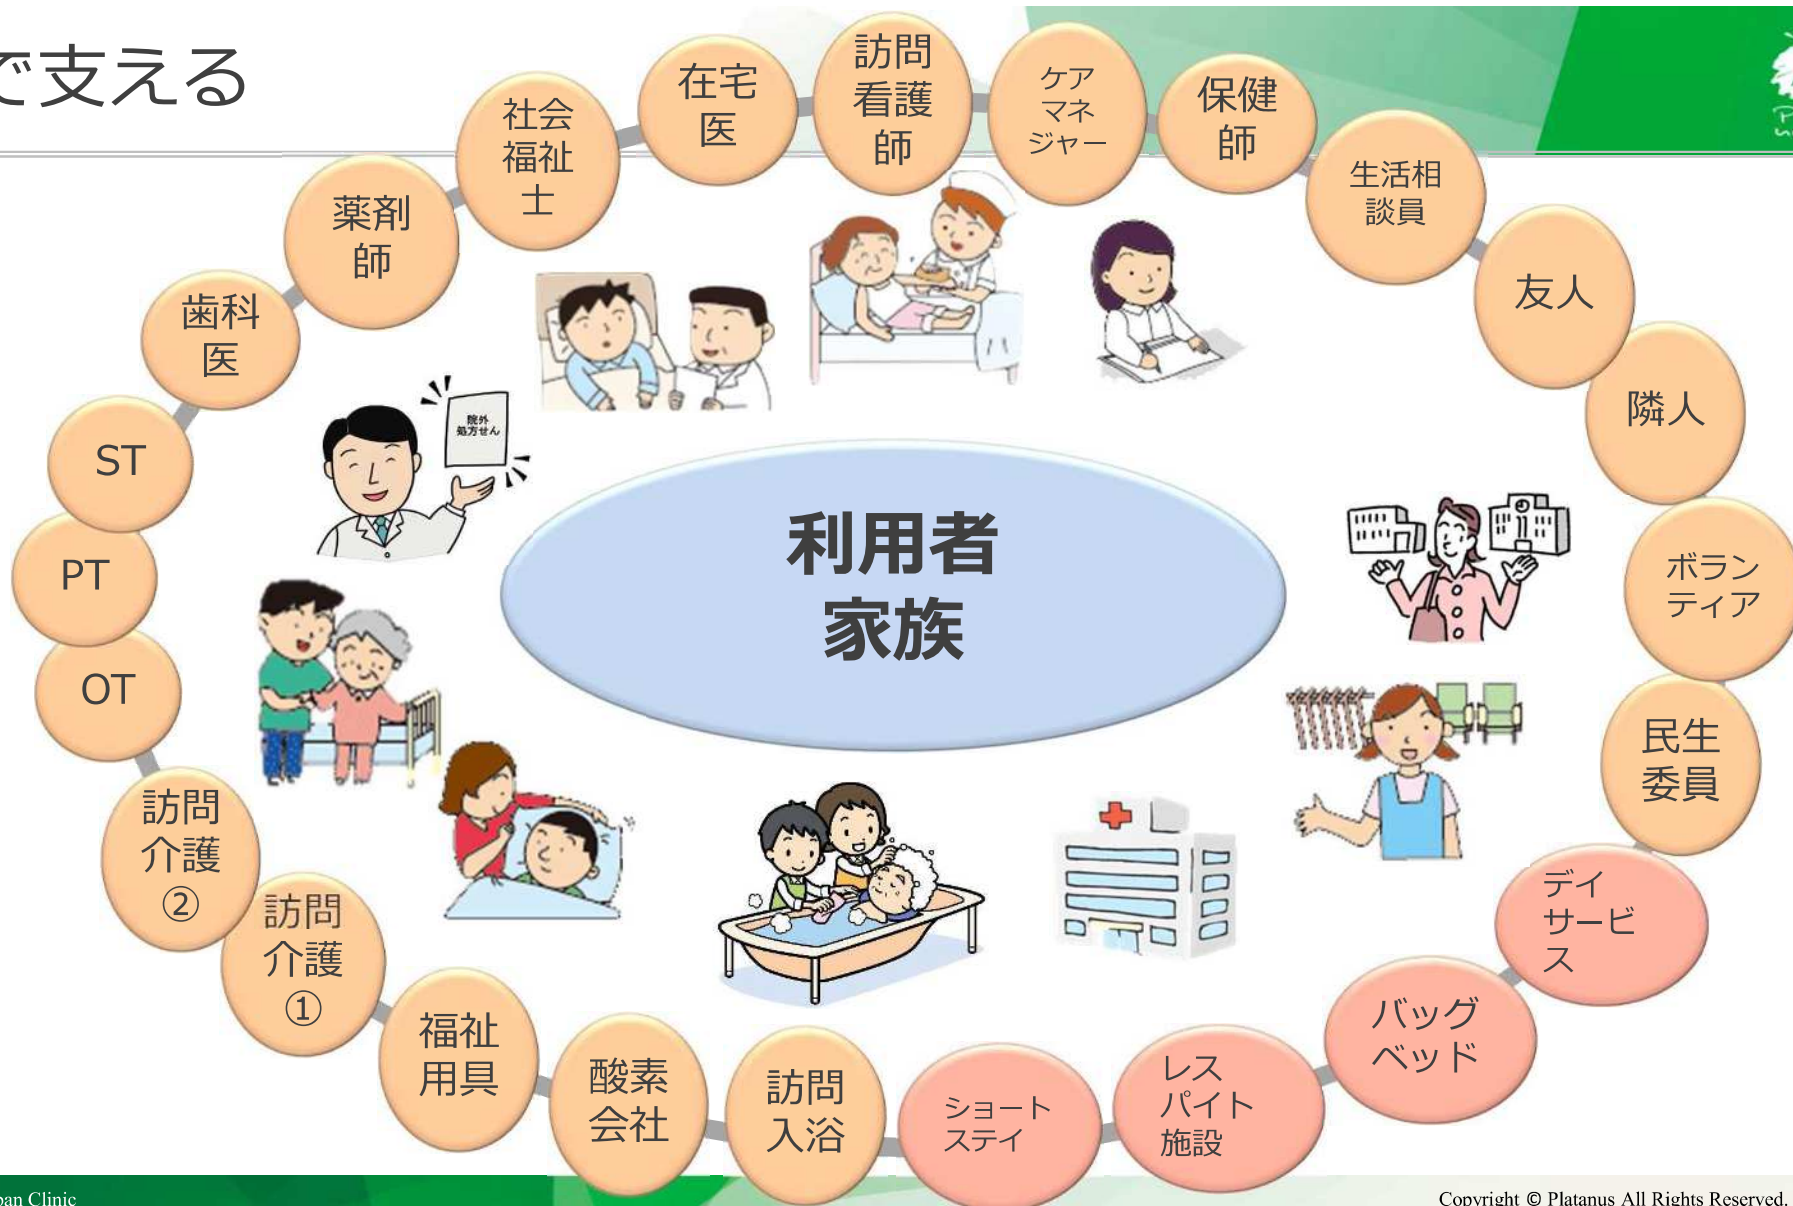 で支える
社会
福祉
士
在宅
医
訪問
看護
師
ケア
マネ
ジャー
保健
師
生活相
談員
友人
隣人
ボラン
ティア
民生
委員
デイ
サービ
ス
バッグ
ベッド
レス
パイト
施設
ショート
ステイ
訪問
入浴
酸素
会社
福祉
用具
訪問
介護
①
訪問
介護
②
OT
PT
ST
歯科
医
薬剤
師
院外
処方せん
利用者
家族
Clinic
Copyright © Platanus All Rights Reserved.